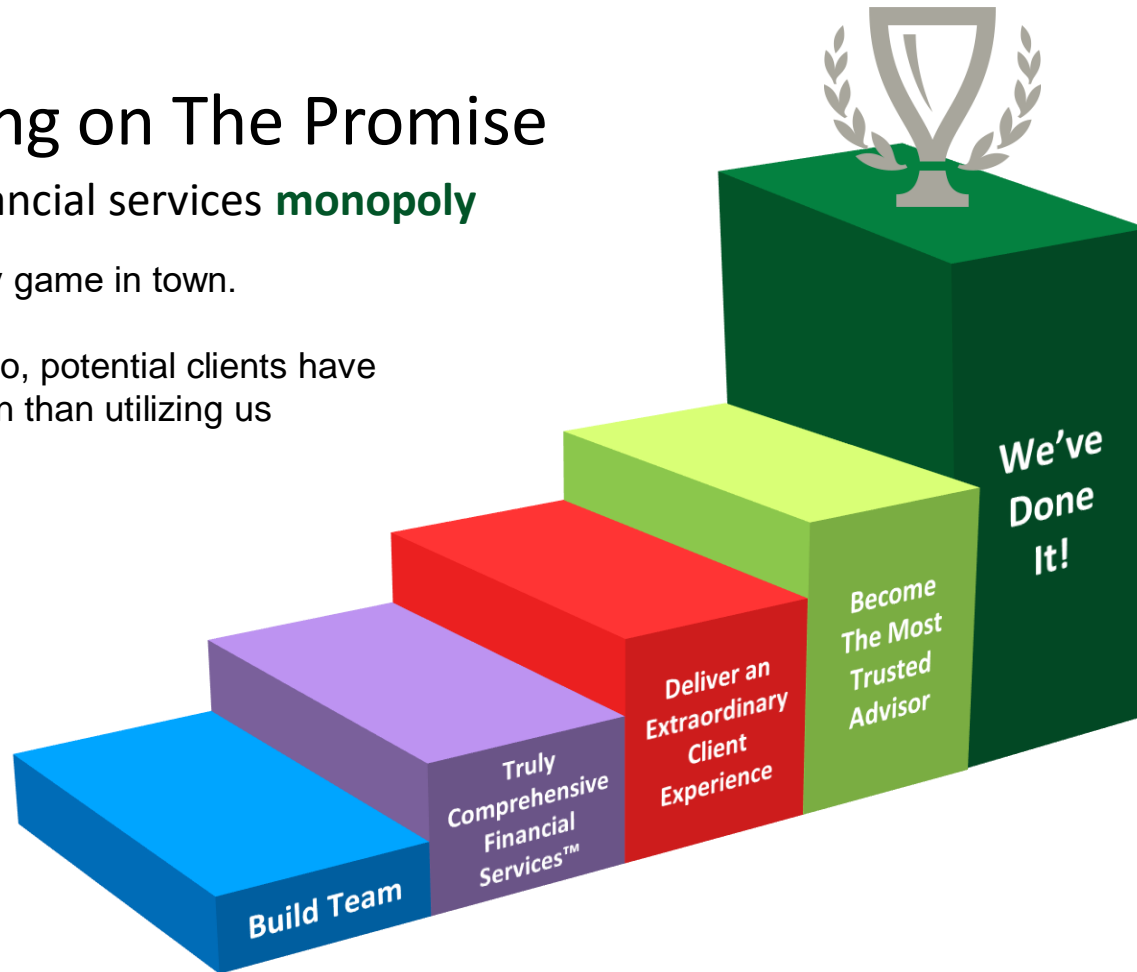 ng on The Promise
ancial services monopoly
y game in town.
o, potential clients have
n than utilizing us
We've
Done
It!
Become
The Most
Trusted
Advisor
Deliver an
Extraordinary
Client
Experience
Truly
Comprehensive
Financial
Services™
Build Team